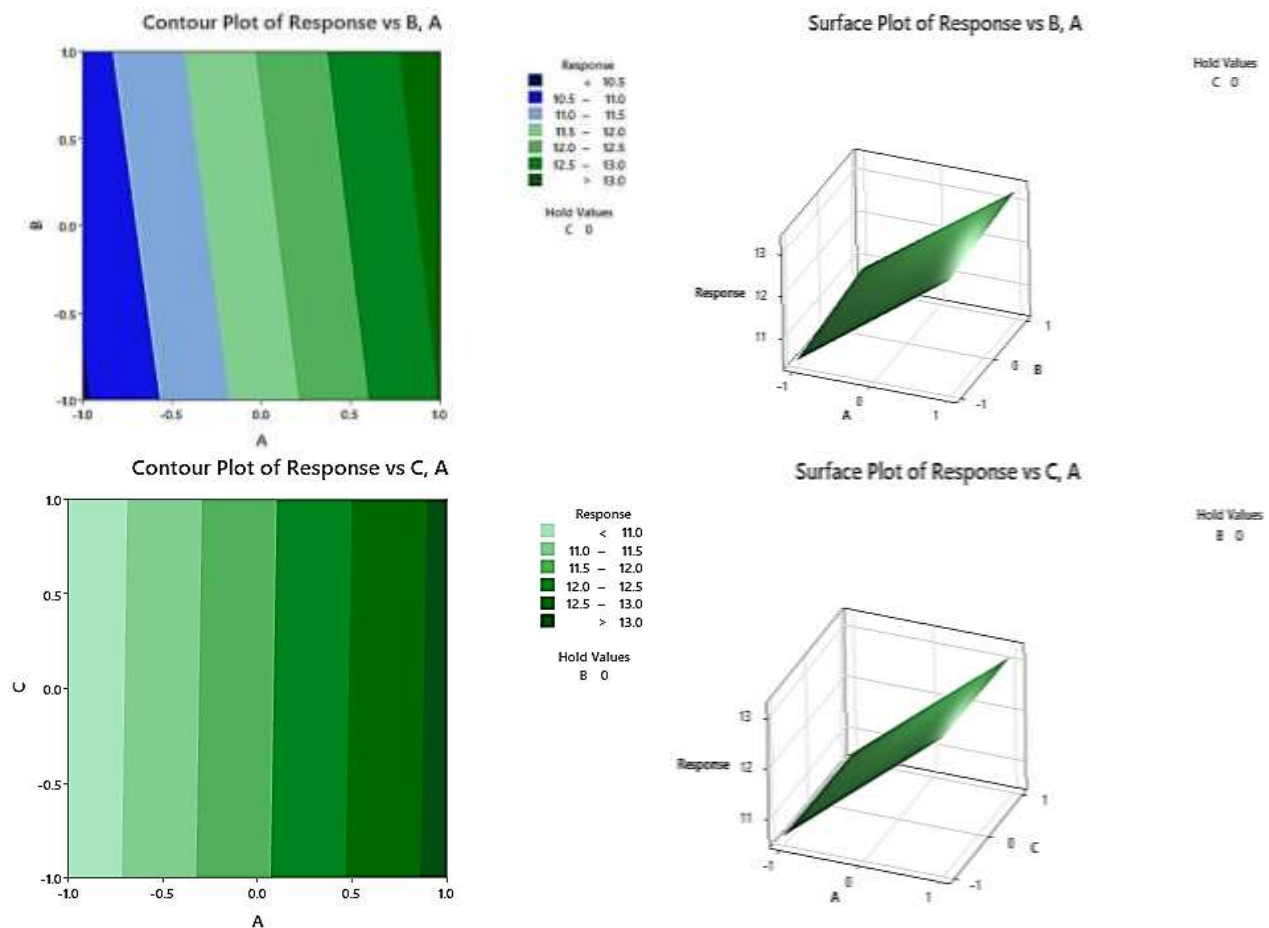 Contour Plot of Response vs B, A
1.0
0.5
0.0
-0.5
-1.0
B
-1.0 -0.5 0.0 0.5 1.0
A
Response
< 10.5
10.5 – 11.0
11.0 – 11.5
11.5 – 12.0
12.0 – 12.5
12.5 – 13.0
> 13.0
Hold Values
C 0
Surface Plot of Response vs B, A
Hold Values
C 0
13
Response 12
11
-1 0 1
A
-1 0 1
B
Contour Plot of Response vs C, A
1.0
0.5
0.0
-0.5
-1.0
C
-1.0 -0.5 0.0 0.5 1.0
A
Response
< 11.0
11.0 – 11.5
11.5 – 12.0
12.0 – 12.5
12.5 – 13.0
> 13.0
Hold Values
B 0
Surface Plot of Response vs C, A
Hold Values
B 0
13
Response 12
11
-1 0 1
A
-1 0 1
C